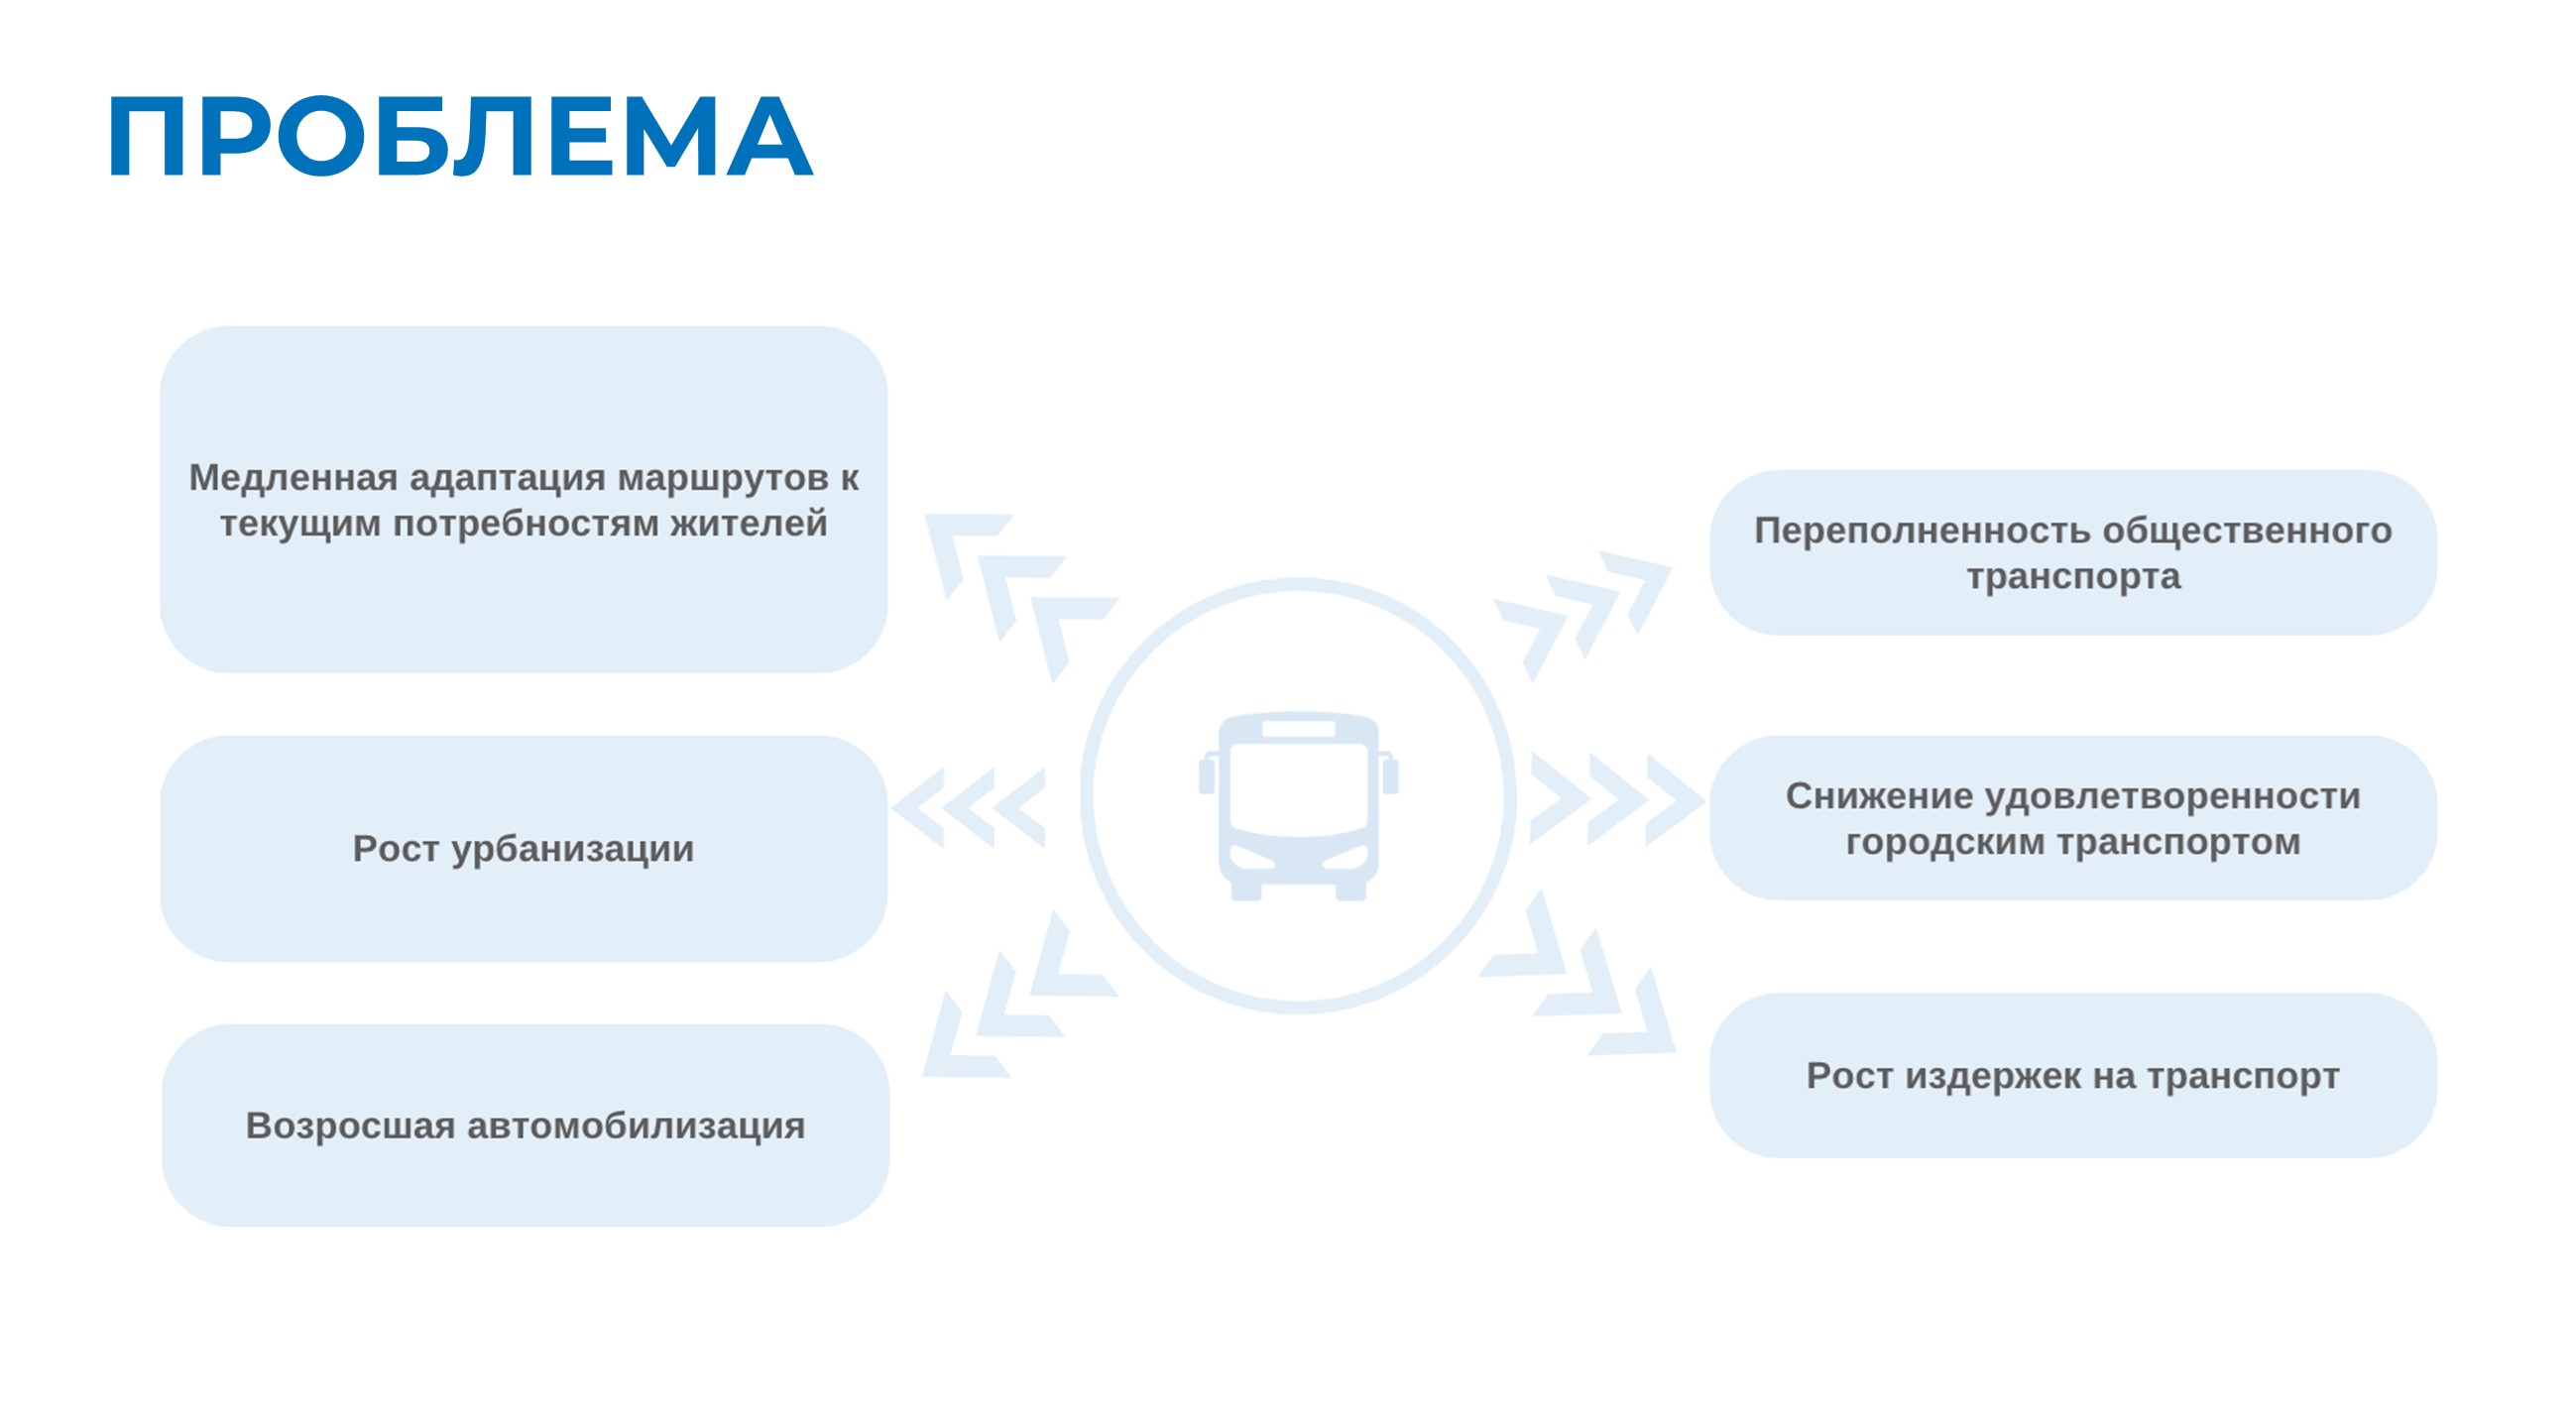 ПРОБЛЕМА
Медленная адаптация маршрутов к
текущим потребностям жителей
Рост урбанизации
Возросшая автомобилизация
Переполненность общественного
транспорта
Снижение удовлетворенности
городским транспортом
Рост издержек на транспорт